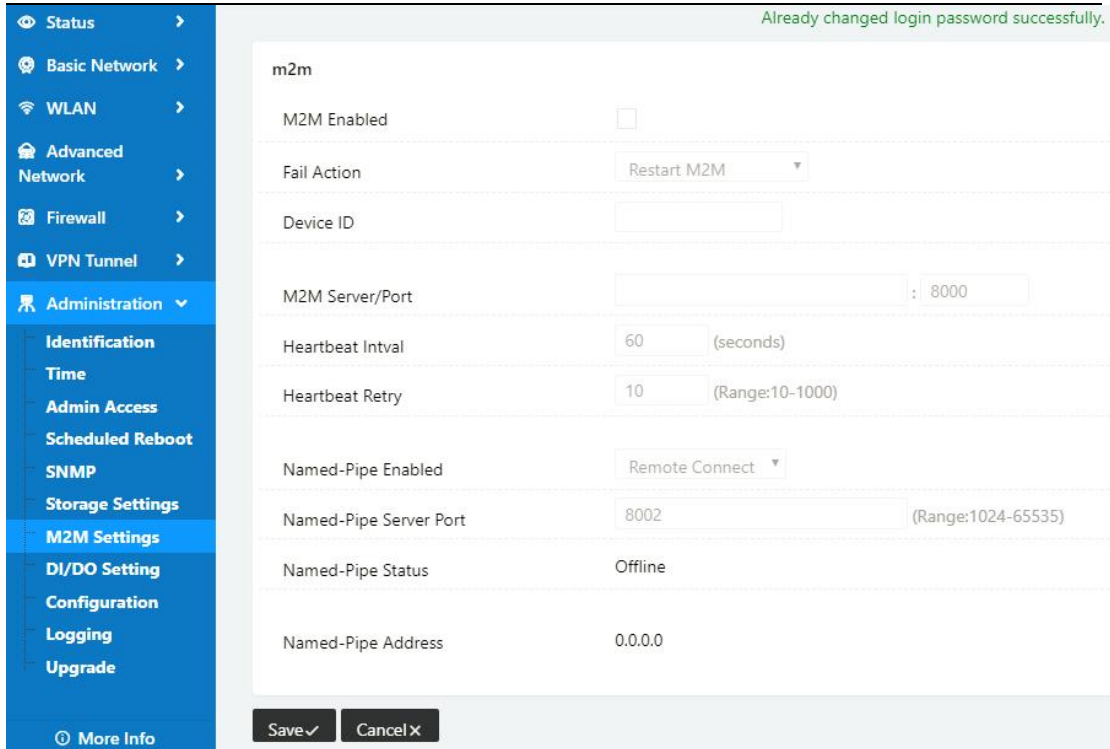 Already changed login password successfully.
Status
Basic Network
WLAN
Advanced
Network
Firewall
VPN Tunnel
Administration
Identification
Time
Admin Access
Scheduled Reboot
SNMP
Storage Settings
M2M Settings
DI/DO Setting
Configuration
Logging
Upgrade
More Info
m2m
M2M Enabled
Fail Action Restart M2M
Device ID
M2M Server/Port : 8000
Heartbeat Intval 60 (seconds)
Heartbeat Retry 10 (Range:10-1000)
Named-Pipe Enabled Remote Connect
Named-Pipe Server Port 8002 (Range:1024-65535)
Named-Pipe Status Offline
Named-Pipe Address 0.0.0.0
Save Cancel